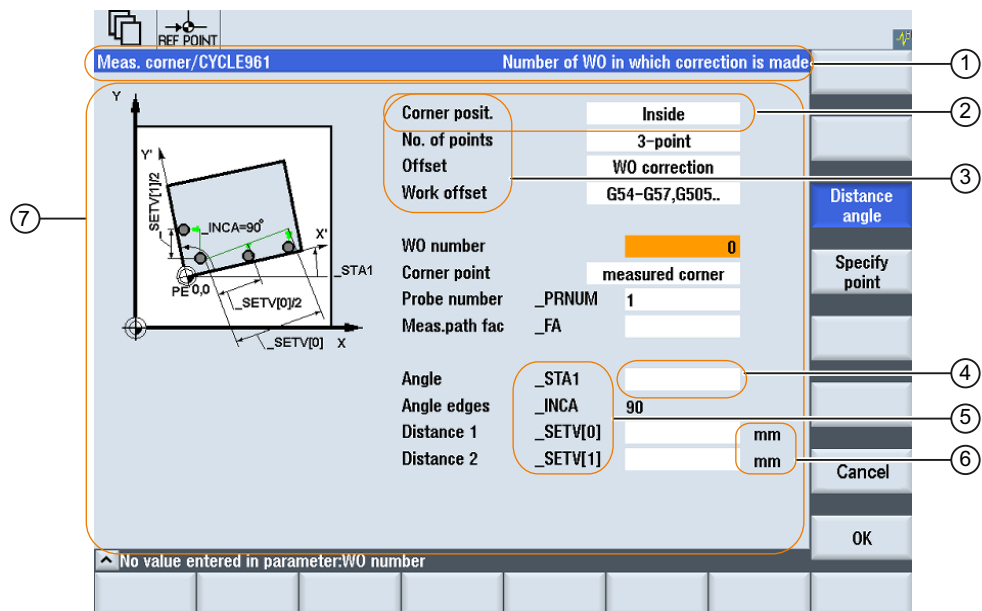 REF POINT
Meas. corner/CYCLE961 Number of WO in which correction is made
1
Corner posit. Inside
2
No. of points 3-point
Offset WO correction
3
Work offset G54-G57,G505..
Distance
angle
7
WO number 0
Corner point measured corner
Specify
point
Probe number _PRNUM 1
Meas.path fac _FA
Angle _STA1
4
Angle edges _INCA 90
5
Distance 1 _SETV[0] mm
Distance 2 _SETV[1] mm
6
Cancel
OK
Y
Y'
SETV[1]/2
_INCA=90°
X'
_STA1
PE 0,0
_SETV[0]/2
_SETV[0]
X
No value entered in parameter:WO number